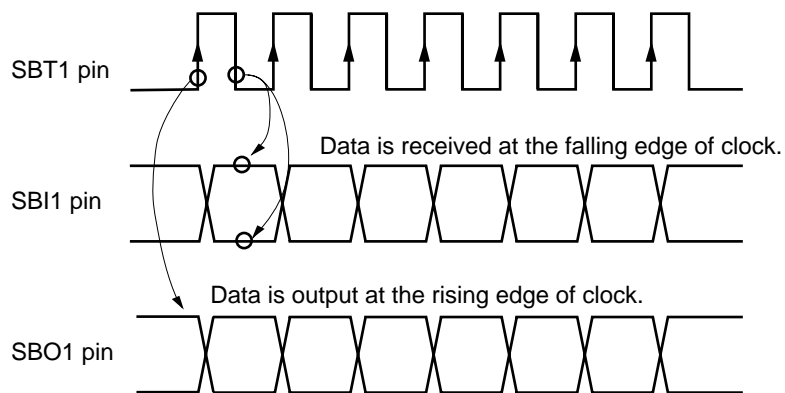 SBT1 pin
Data is received at the falling edge of clock.
SBI1 pin
Data is output at the rising edge of clock.
SBO1 pin